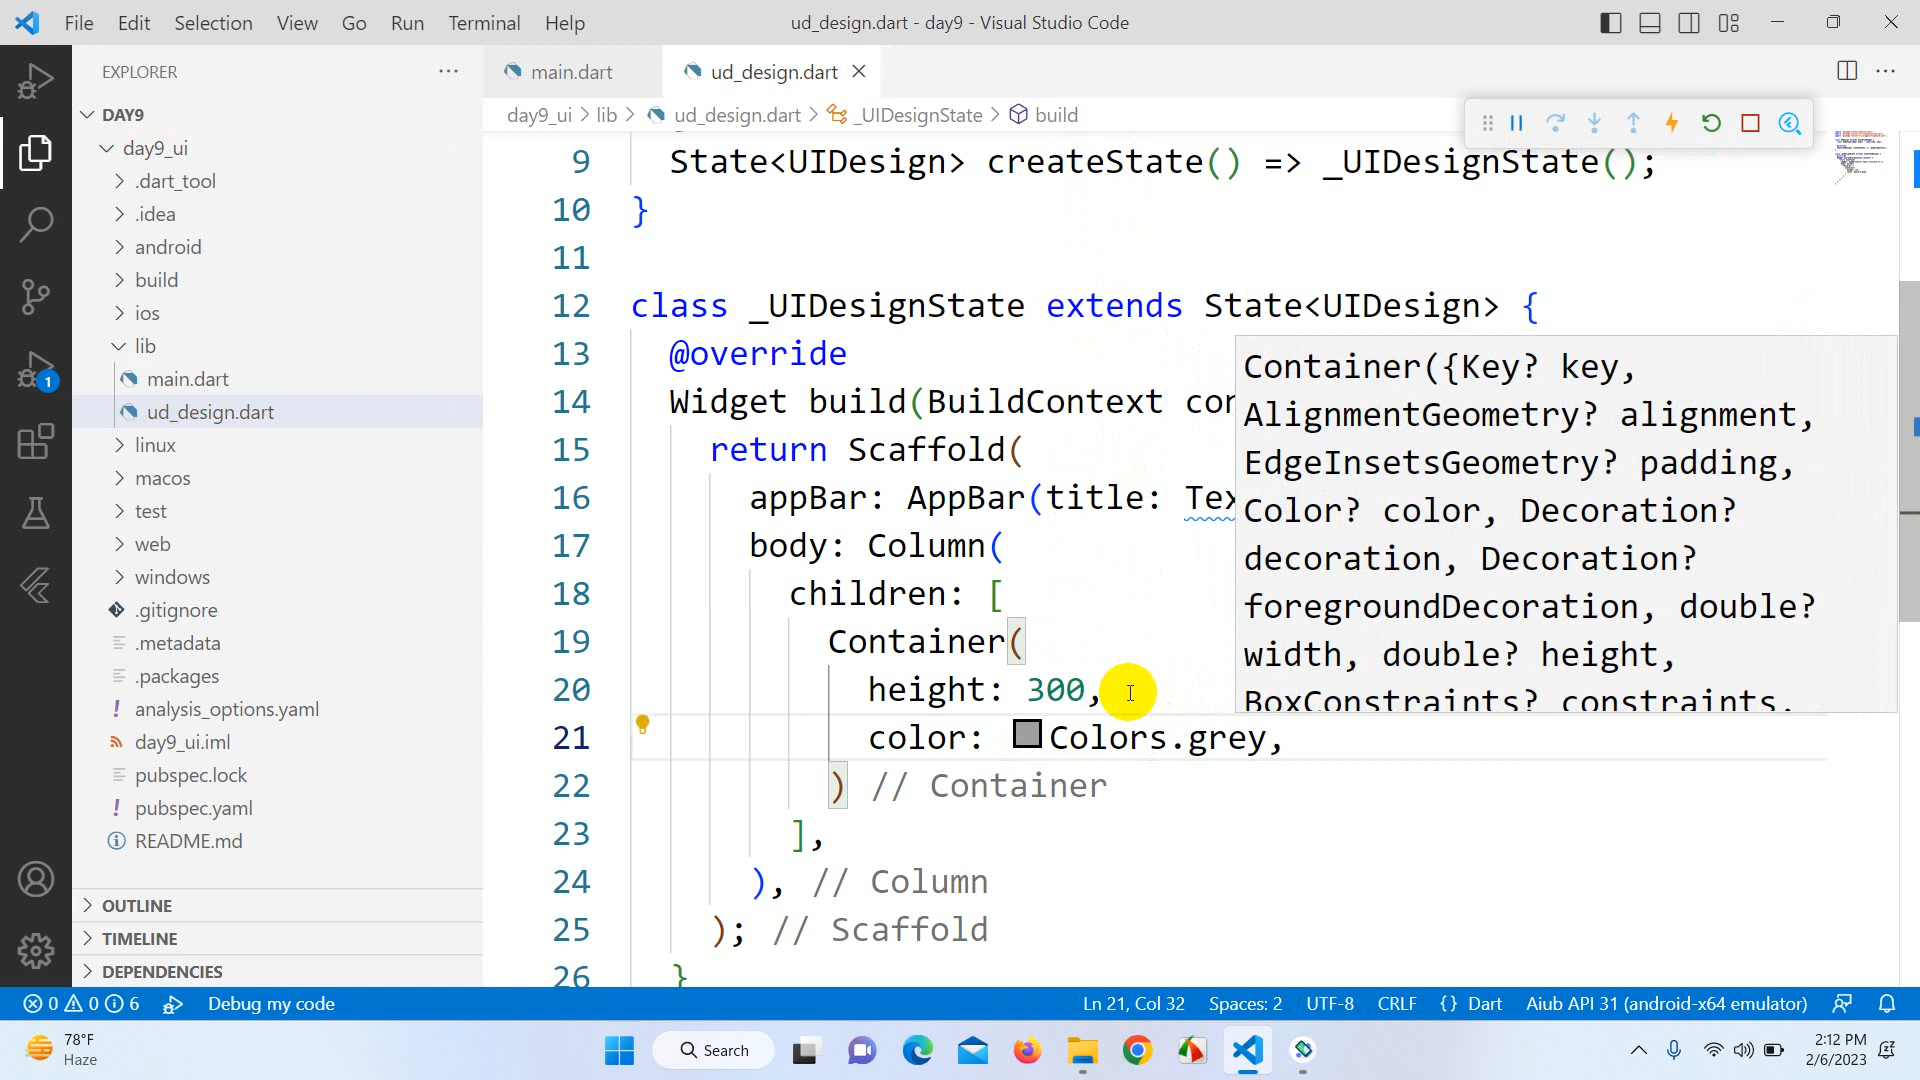 File Edit Selection View Go Run Terminal Help
ud_design.dart - day9 - Visual Studio Code
EXPLORER
DAY9
day9_ui
.dart_tool
.idea
android
build
ios
lib
main.dart
ud_design.dart
linux
macos
test
web
windows
.gitignore
.metadata
.packages
analysis_options.yaml
day9_ui.iml
pubspec.lock
pubspec.yaml
README.md
OUTLINE
TIMELINE
DEPENDENCIES
1
main.dart
ud_design.dart
day9_ui > lib > ud_design.dart > _UIDesignState > build
9 State<UIDesign> createState() => _UIDesignState();
10 }
11
12 class _UIDesignState extends State<UIDesign> {
13 @override
14 Widget build(BuildContext con
15 return Scaffold(
16 appBar: AppBar(title: Tex
17 body: Column(
18 children: [
19 Container(
20 height: 300,
21 color: Colors.grey,
22 ) // Container
23 ],
24 ), // Column
25 ); // Scaffold
26 }
Container({Key? key,
AlignmentGeometry? alignment,
EdgeInsetsGeometry? padding,
Color? color, Decoration?
decoration, Decoration?
foregroundDecoration, double?
width, double? height,
BoxConstraints? constraints,
0 0 6 Debug my code
Ln 21, Col 32 Spaces: 2 UTF-8 CRLF {} Dart Aiub API 31 (android-x64 emulator)
78°F
Haze
Search
2:12 PM
2/6/2023